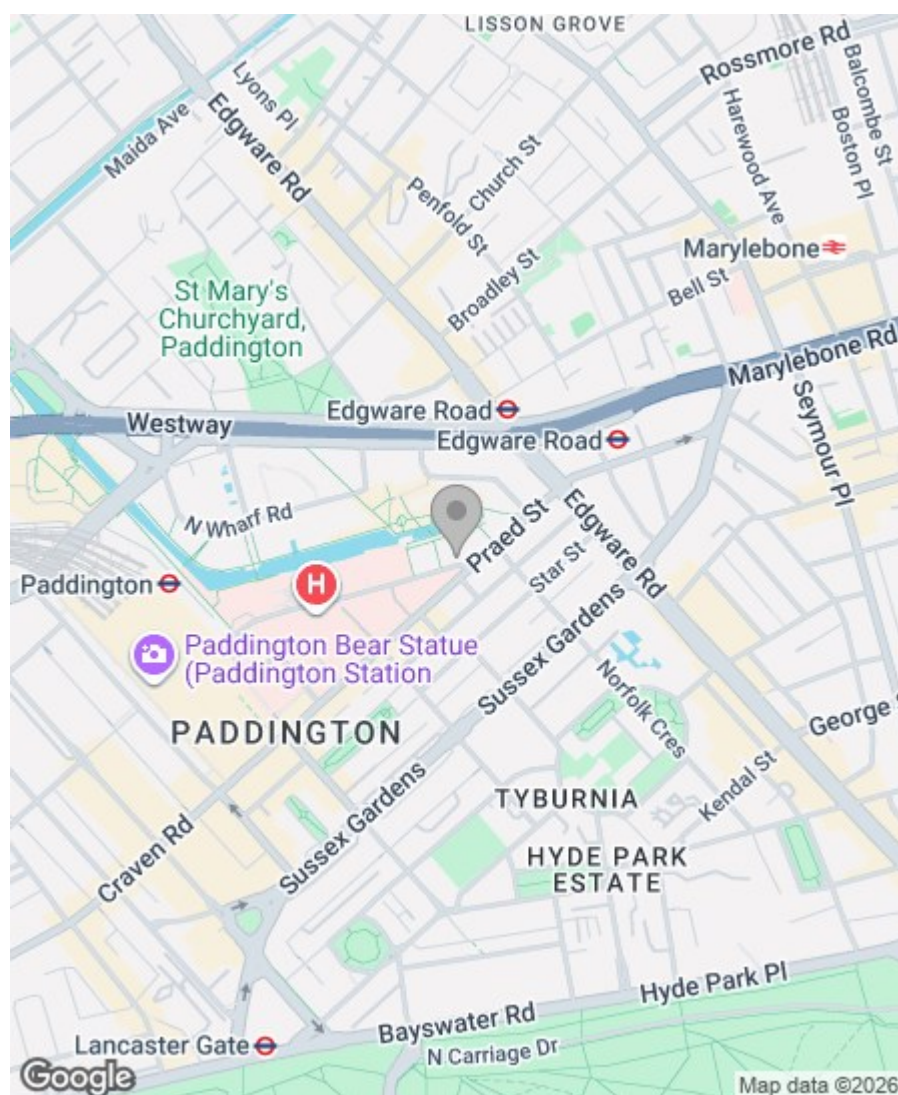 LISSON GROVE
Rossmore Rd
Lyons Pl
Balcombe St
Edgware Rd
Harewood Ave
Boston Pl
Maida Ave
Church St
Penfold St
Marylebone
Broadley St
Bell St
St Mary's
Churchyard,
Paddington
Marylebone Rd
Edgware Road
Westway
Edgware Road
Seymour Pl
N Wharf Rd
Praed St
Edgware Rd
Star St
Paddington
H
Paddington Bear Statue
(Paddington Station
Sussex Gardens
Norfolk Cres
PADDINGTON
George
Kendal St
TYBURNIA
Craven Rd
Sussex Gardens
HYDE PARK
ESTATE
Hyde Park Pl
Bayswater Rd
Lancaster Gate
N Carriage Dr
Google
Map data ©2026